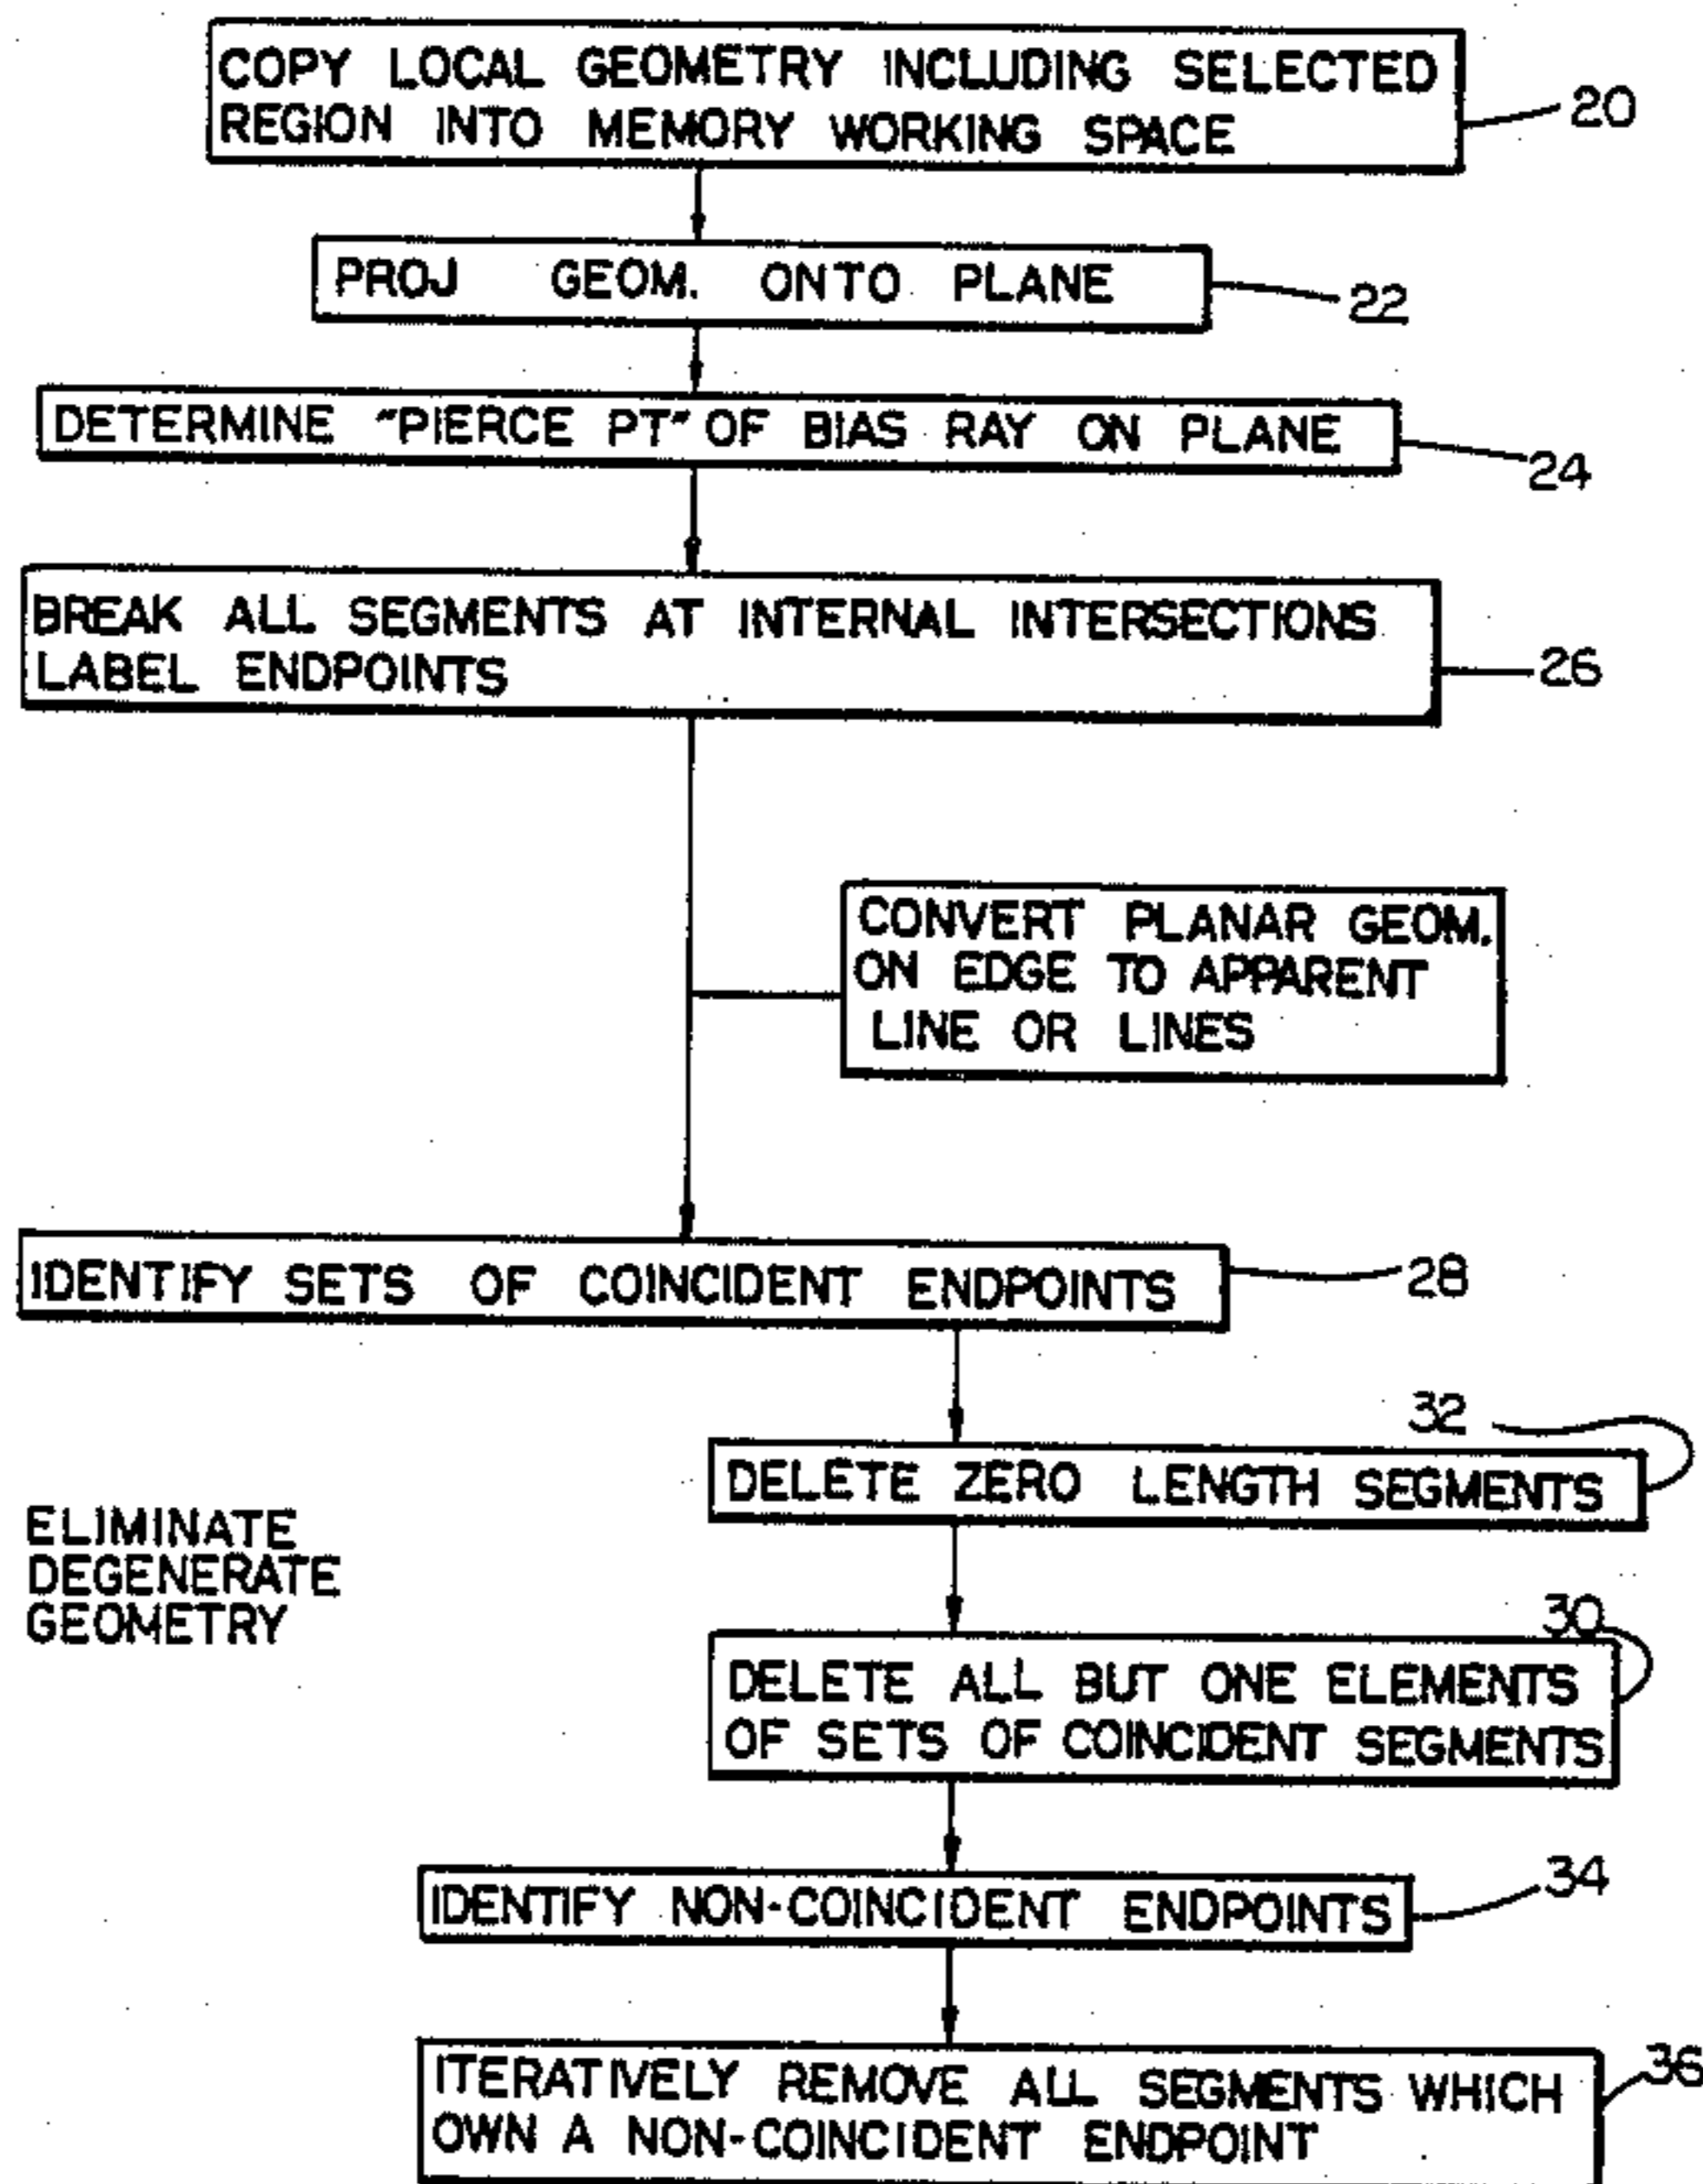 COPY LOCAL GEOMETRY INCLUDING SELECTED
REGION INTO MEMORY WORKING SPACE
20
PROJ GEOM. ONTO PLANE
22
DETERMINE "PIERCE PT" OF BIAS RAY ON PLANE
24
BREAK ALL SEGMENTS AT INTERNAL INTERSECTIONS
LABEL ENDPOINTS
26
CONVERT PLANAR GEOM.
ON EDGE TO APPARENT
LINE OR LINES
IDENTIFY SETS OF COINCIDENT ENDPOINTS
28
32
DELETE ZERO LENGTH SEGMENTS
ELIMINATE
DEGENERATE
GEOMETRY
30
DELETE ALL BUT ONE ELEMENTS
OF SETS OF COINCIDENT SEGMENTS
34
IDENTIFY NON-COINCIDENT ENDPOINTS
36
ITERATIVELY REMOVE ALL SEGMENTS WHICH
OWN A NON-COINCIDENT ENDPOINT